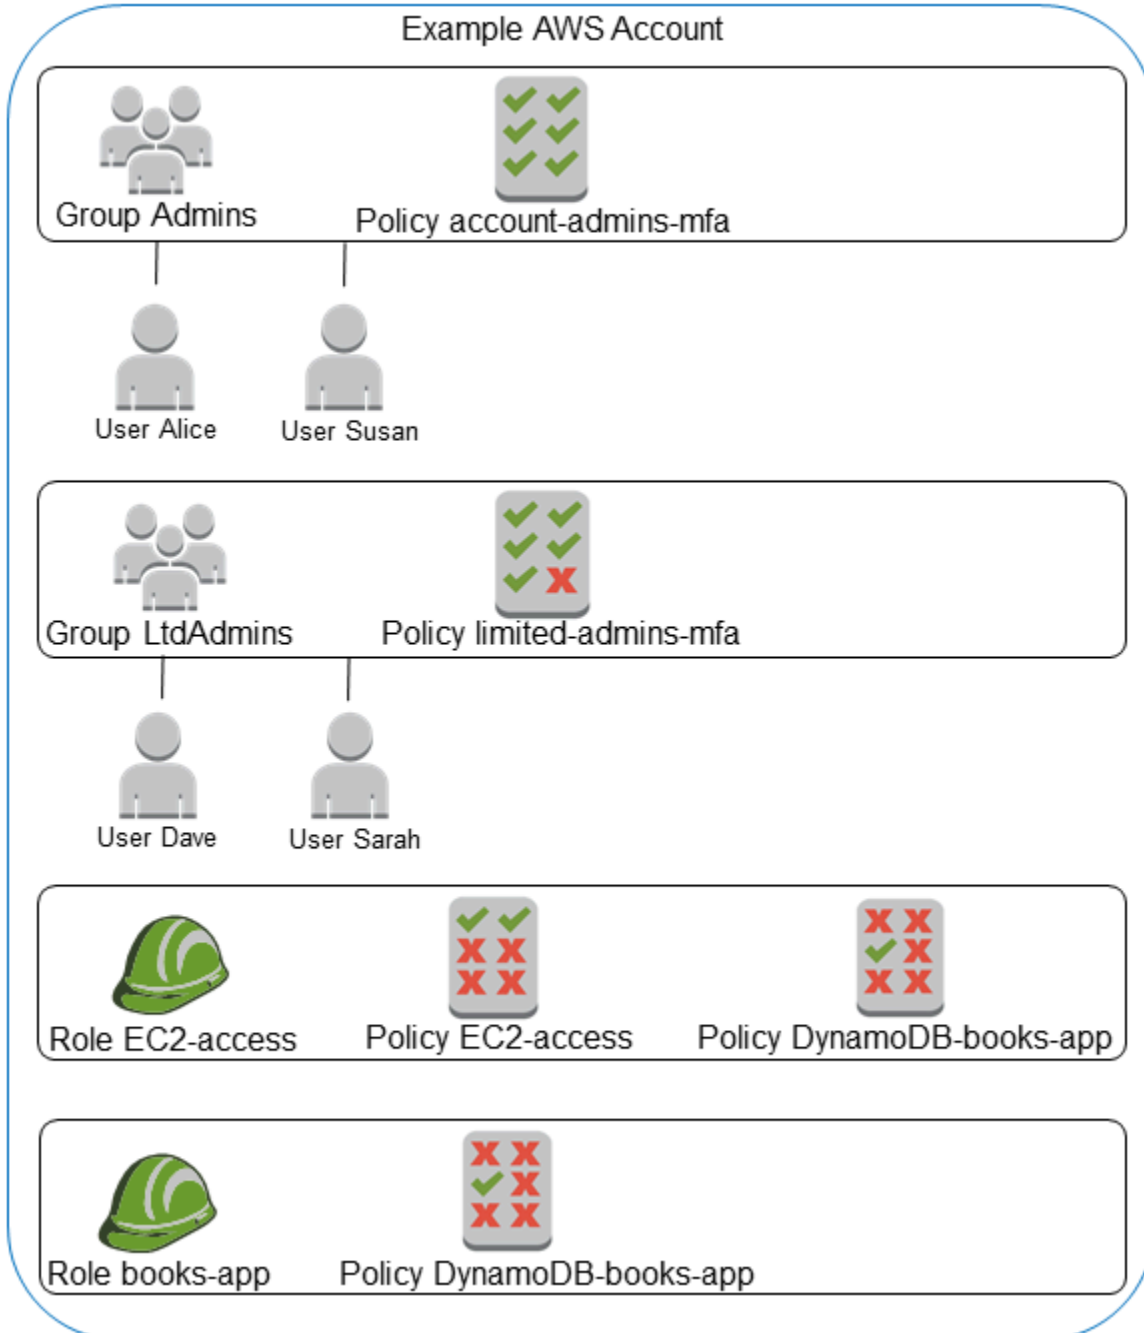 Example AWS Account
Group Admins
Policy account-admins-mfa
User Alice
User Susan
Group LtdAdmins
Policy limited-admins-mfa
User Dave
User Sarah
Role EC2-access
Policy EC2-access
Policy DynamoDB-books-app
Role books-app
Policy DynamoDB-books-app